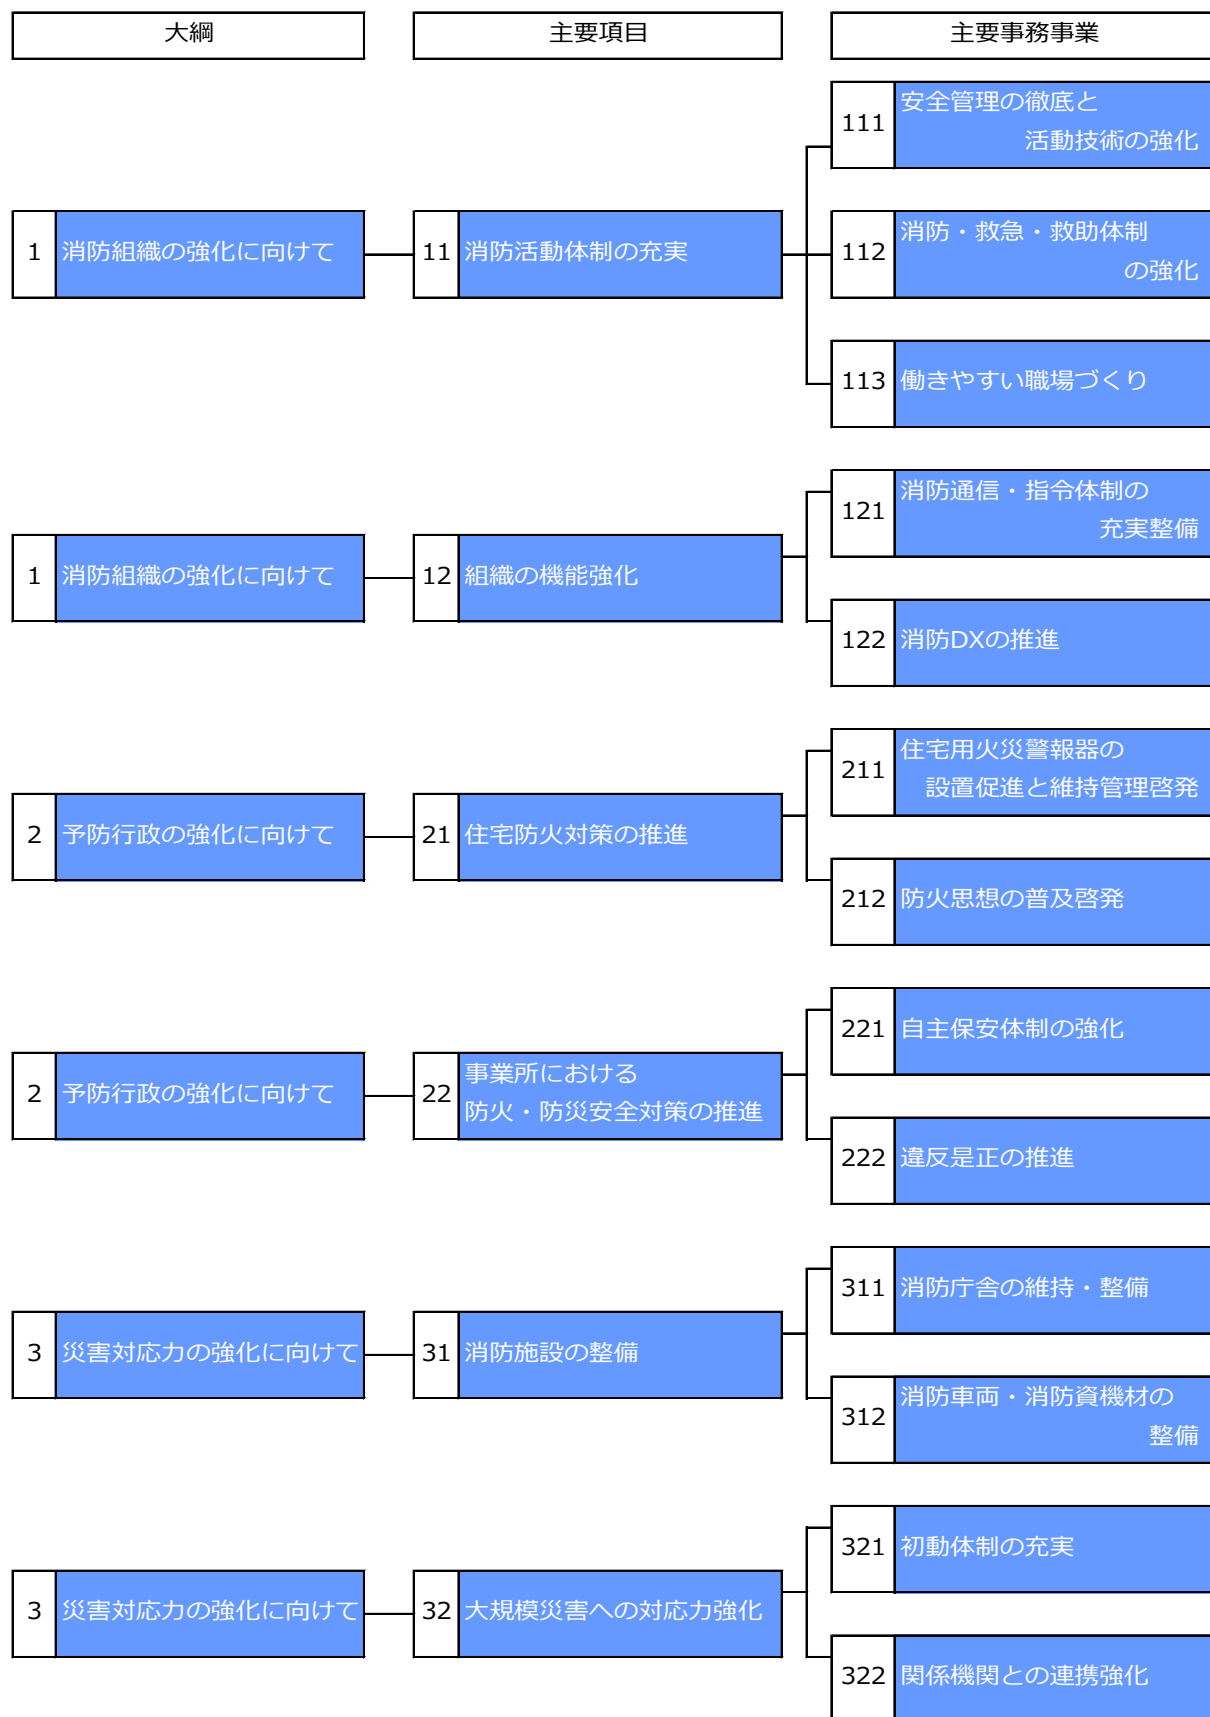 大綱
主要項目
主要事務事業
1
消防組織の強化に向けて
11
消防活動体制の充実
111
安全管理の徹底と
活動技術の強化
112
消防・救急・救助体制
の強化
113
働きやすい職場づくり
1
消防組織の強化に向けて
12
組織の機能強化
121
消防通信・指令体制の
充実整備
122
消防DXの推進
2
予防行政の強化に向けて
21
住宅防火対策の推進
211
住宅用火災警報器の
設置促進と維持管理啓発
212
防火思想の普及啓発
2
予防行政の強化に向けて
22
事業所における
防火・防災安全対策の推進
221
自主保安体制の強化
222
違反是正の推進
3
災害対応力の強化に向けて
31
消防施設の整備
311
消防庁舎の維持・整備
312
消防車両・消防資機材の
整備
3
災害対応力の強化に向けて
32
大規模災害への対応力強化
321
初動体制の充実
322
関係機関との連携強化